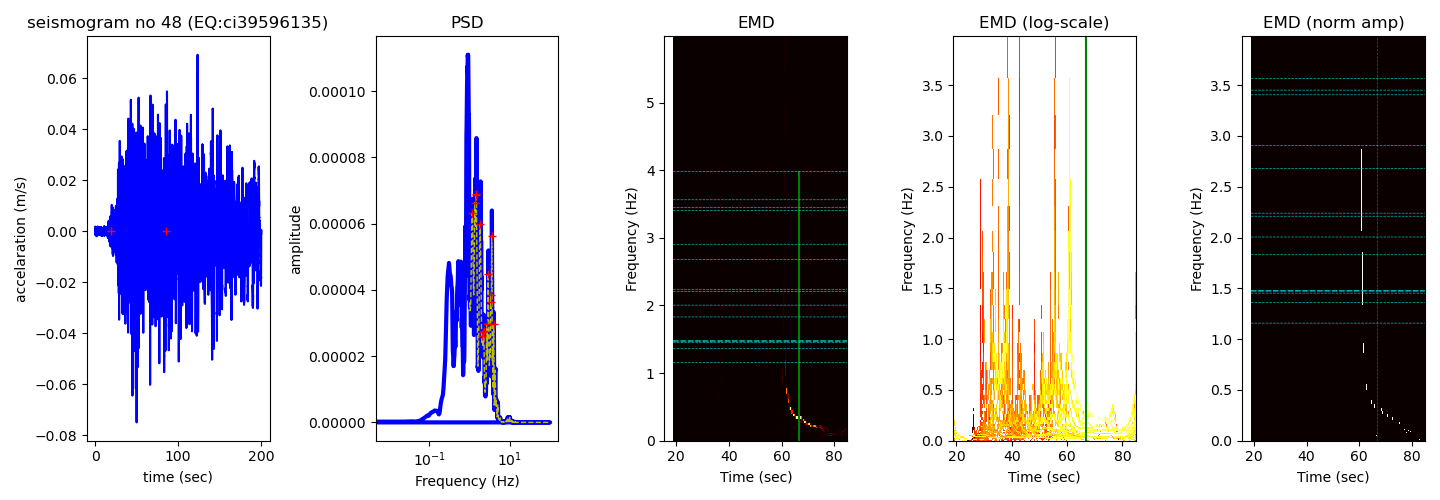 seismogram no 48 (EQ:ci39596135)
accelaration (m/s)
0.06
0.04
0.02
0.00
−0.02
−0.04
−0.06
−0.08
0 100 200
time (sec)
PSD
amplitude
0.00010
0.00008
0.00006
0.00004
0.00002
0.00000
10−1 101
Frequency (Hz)
EMD
Frequency (Hz)
5
4
3
2
1
0
20 40 60 80
Time (sec)
EMD (log-scale)
Frequency (Hz)
3.5
3.0
2.5
2.0
1.5
1.0
0.5
0.0
20 40 60 80
Time (sec)
EMD (norm amp)
Frequency (Hz)
3.5
3.0
2.5
2.0
1.5
1.0
0.5
0.0
20 40 60 80
Time (sec)